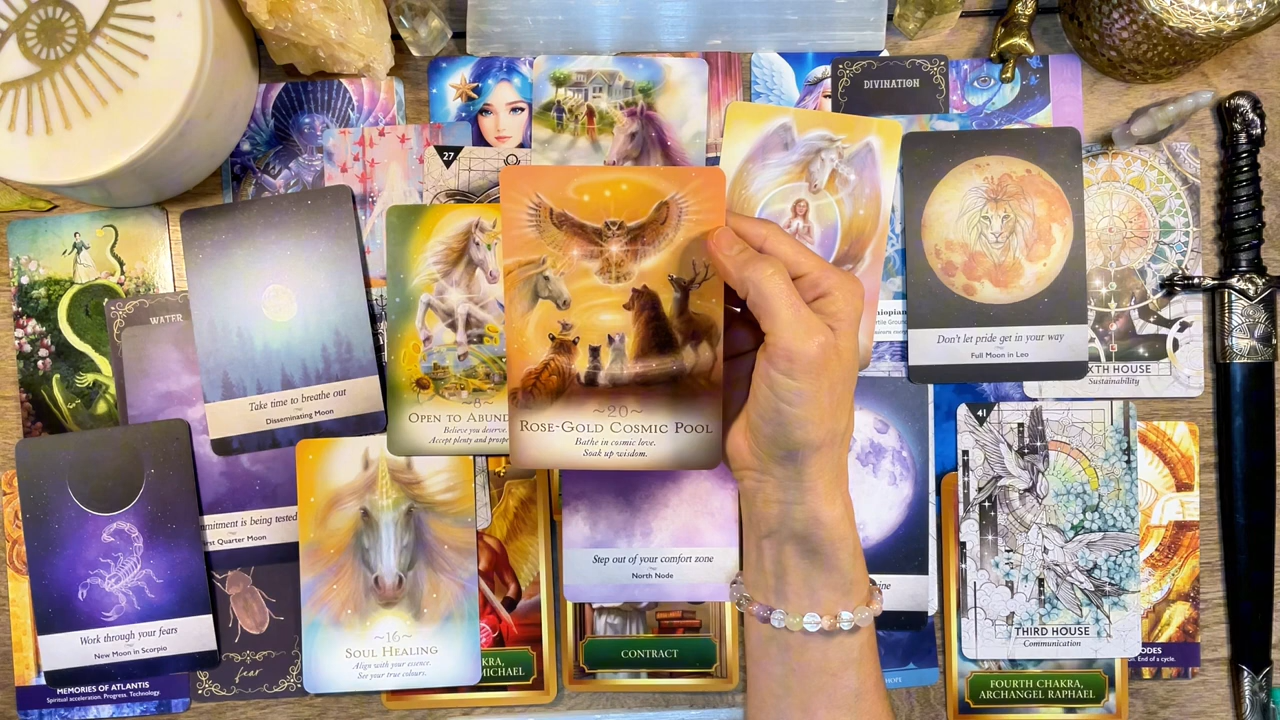 DIVINATION
27
WATER
Take time to breathe out
Disseminating Moon
~8~
OPEN TO ABUND
Believe you deserve.
Accept plenty and prospe
~20~
ROSE-GOLD COSMIC POOL
Bathe in cosmic love.
Soak up wisdom.
Don't let pride get in your way
Full Moon in Leo
XTH HOUSE
Sustainability
mitment is being tested
rst Quarter Moon
Step out of your comfort zone
North Node
41
THIRD HOUSE
Communication
Work through your fears
New Moon in Scorpio
~16~
SOUL HEALING
Align with your essence.
See your true colours.
fear
KRA,
MICHAEL
CONTRACT
FOURTH CHAKRA,
ARCHANGEL RAPHAEL
ODES
End of a cycle.
MEMORIES OF ATLANTIS
Spiritual acceleration. Progress. Technology.
HOPE